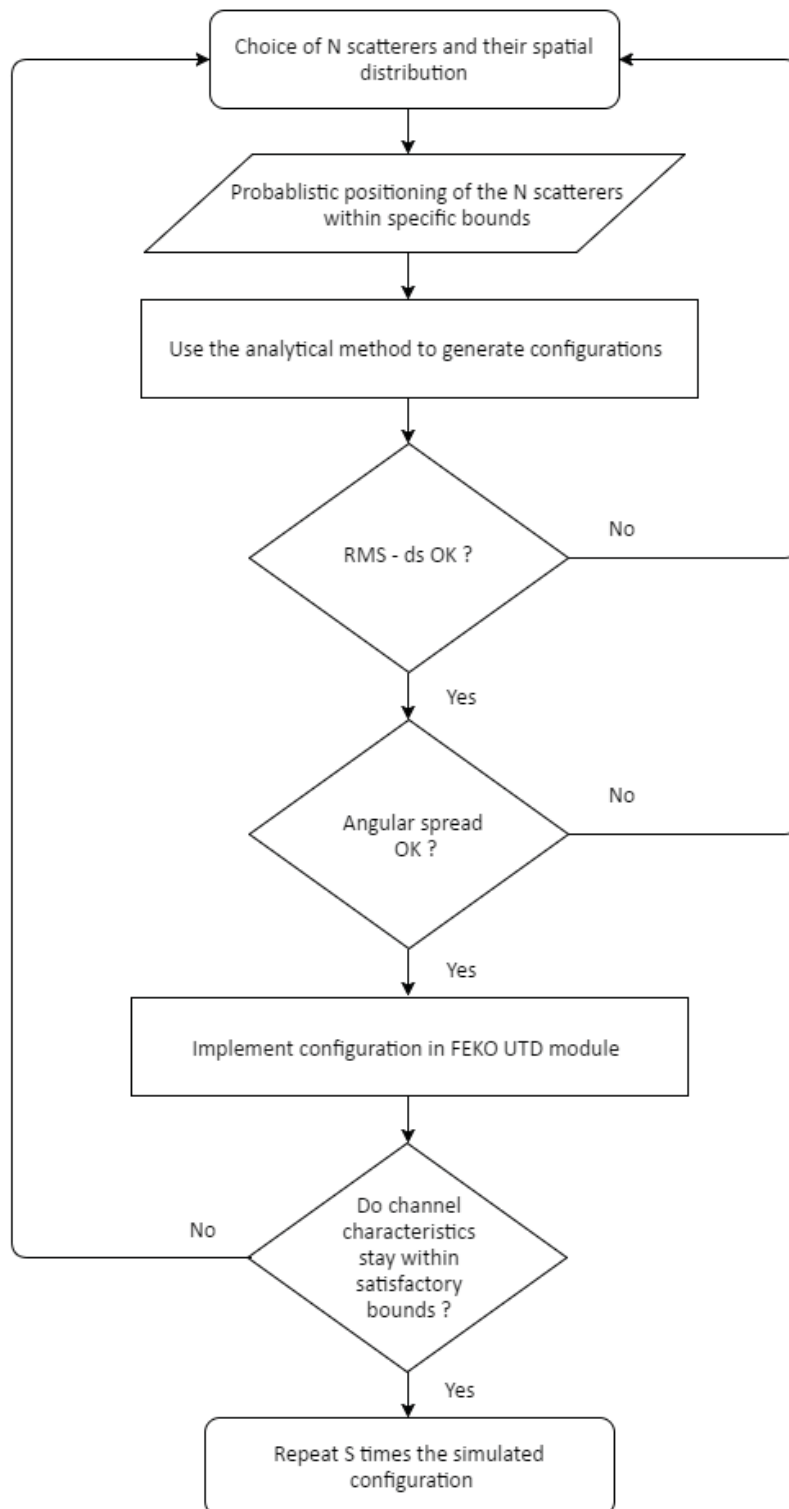 Choice of N scatterers and their spatial
distribution
Probablistic positioning of the N scatterers
within specific bounds
Use the analytical method to generate configurations
RMS - ds OK ?
No
Yes
Angular spread
OK ?
No
Yes
Implement configuration in FEKO UTD module
Do channel
characteristics
stay within
satisfactory
bounds ?
No
Yes
Repeat S times the simulated
configuration